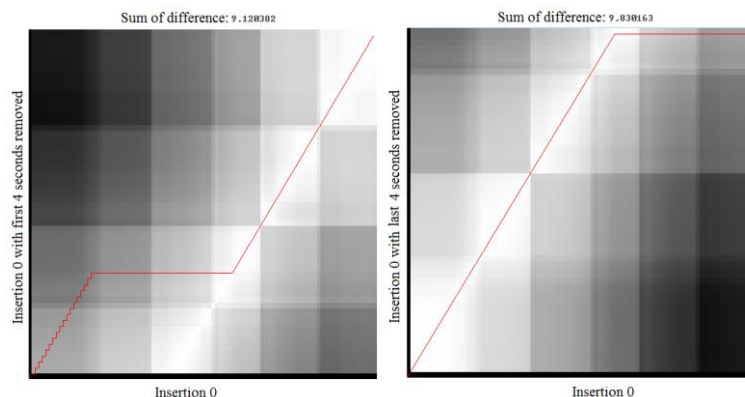 Sum of difference: 9.120382
Insertion 0 with first 4 seconds removed
Insertion 0
Sum of difference: 9.830163
Insertion 0 with last 4 seconds removed
Insertion 0